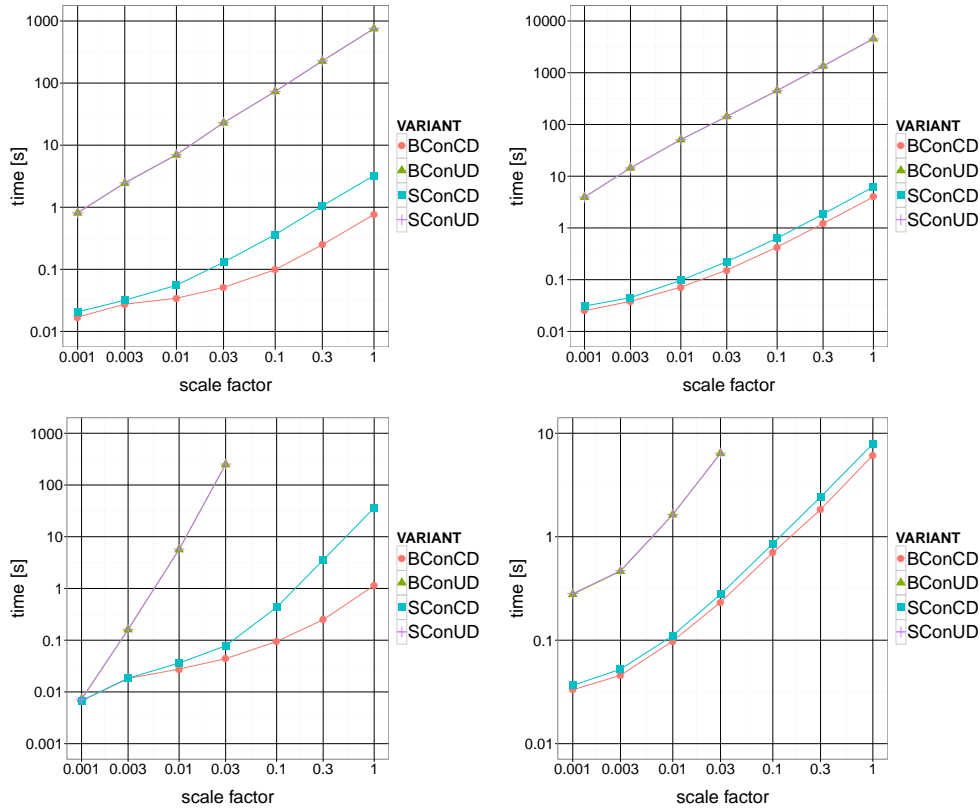 1000
100
10
1
0.1
0.01
time [s]
0.001 0.003 0.01 0.03 0.1 0.3 1
scale factor
VARIANT
BConCD
BConUD
SConCD
SConUD
10000
1000
100
10
1
0.1
0.01
time [s]
0.001 0.003 0.01 0.03 0.1 0.3 1
scale factor
VARIANT
BConCD
BConUD
SConCD
SConUD
1000
100
10
1
0.1
0.01
0.001
time [s]
0.001 0.003 0.01 0.03 0.1 0.3 1
scale factor
VARIANT
BConCD
BConUD
SConCD
SConUD
10
1
0.1
0.01
time [s]
0.001 0.003 0.01 0.03 0.1 0.3 1
scale factor
VARIANT
BConCD
BConUD
SConCD
SConUD